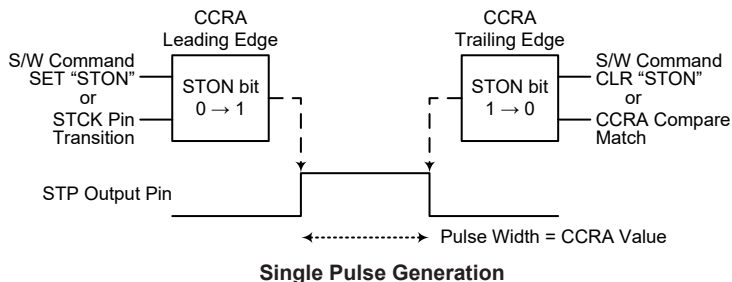 CCRA
Leading Edge
S/W Command
SET “STON”
or
STCK Pin
Transition
STON bit
0 → 1
CCRA
Trailing Edge
STON bit
1 → 0
S/W Command
CLR “STON”
or
CCRA Compare
Match
STP Output Pin
Pulse Width = CCRA Value
Single Pulse Generation